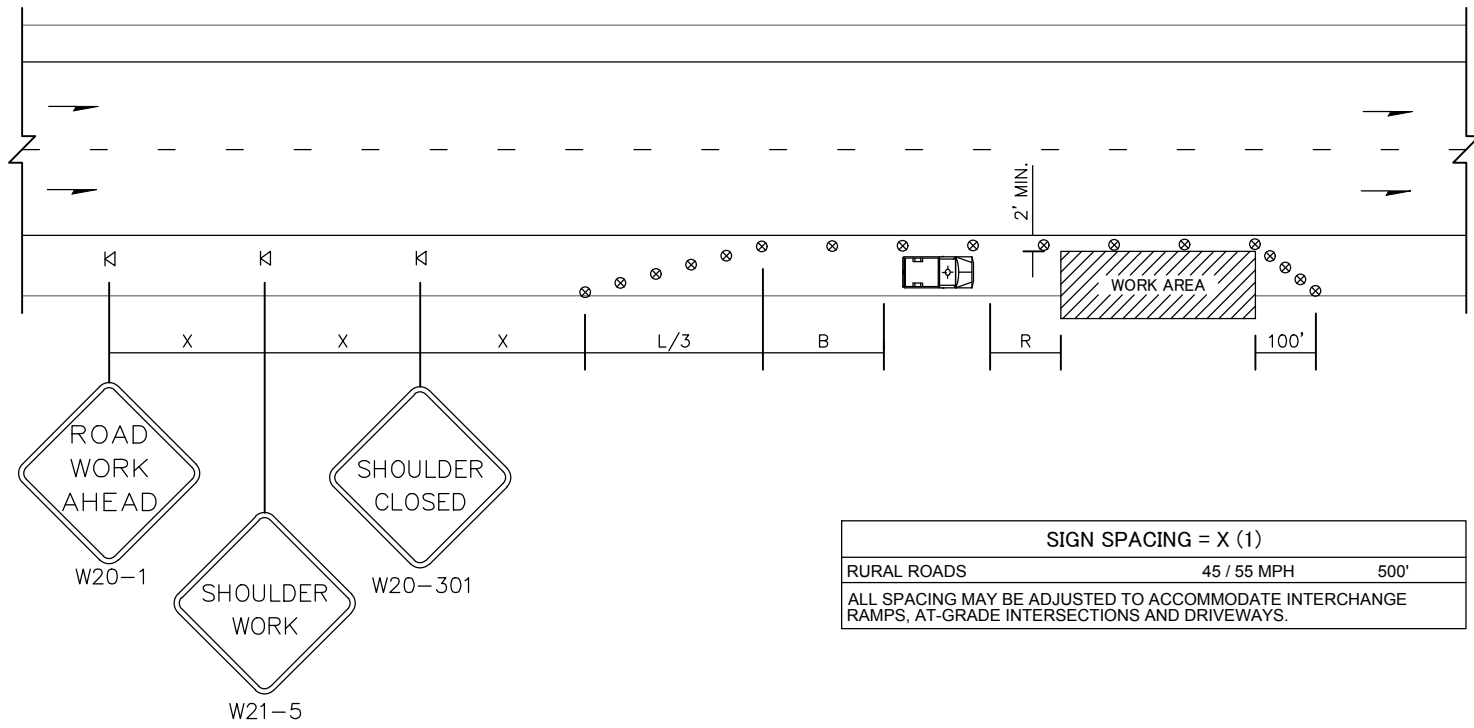 2' MIN.
WORK AREA
X
X
X
L/3
B
R
100'
ROAD
WORK
AHEAD
W20-1
SHOULDER
WORK
W21-5
SHOULDER
CLOSED
W20-301
SIGN SPACING = X (1)
RURAL ROADS 45 / 55 MPH 500'
ALL SPACING MAY BE ADJUSTED TO ACCOMMODATE INTERCHANGE
RAMPS, AT-GRADE INTERSECTIONS AND DRIVEWAYS.